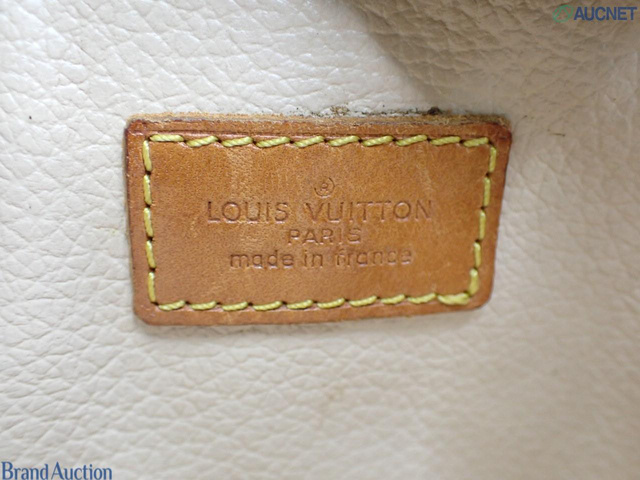 AUCNET
®
LOUIS VUITTON
PARIS
made in france
Brand Auction